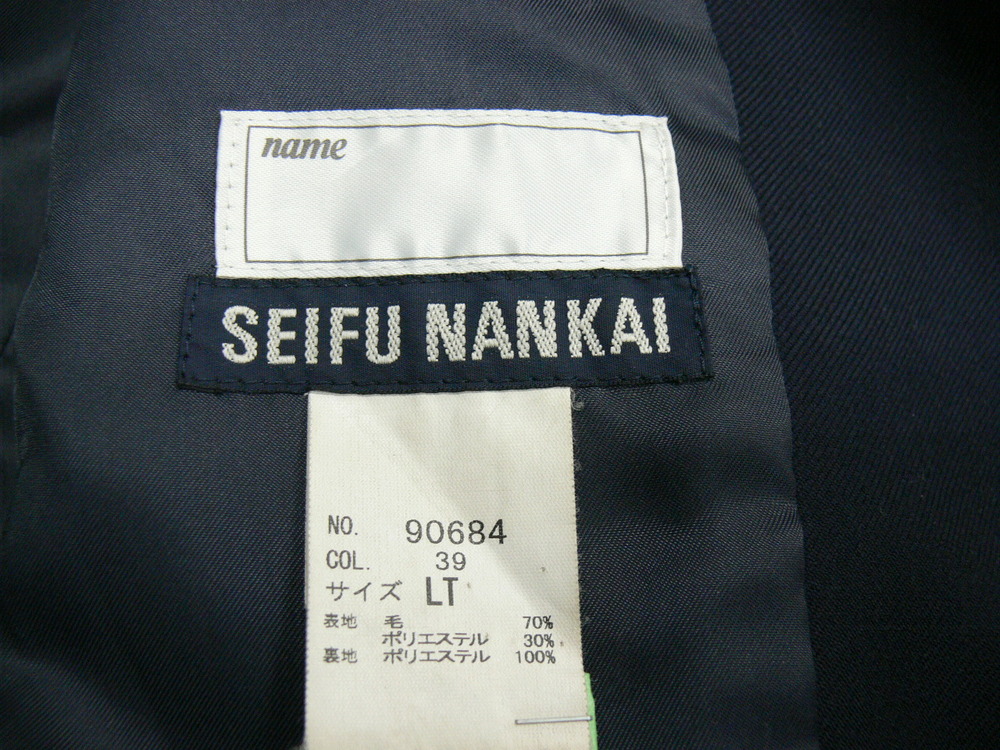 name
SEIFU NANKAI
NO. 90684
COL. 39
サイズ LT
表地 毛 70%
ポリエステル 30%
裏地 ポリエステル 100%